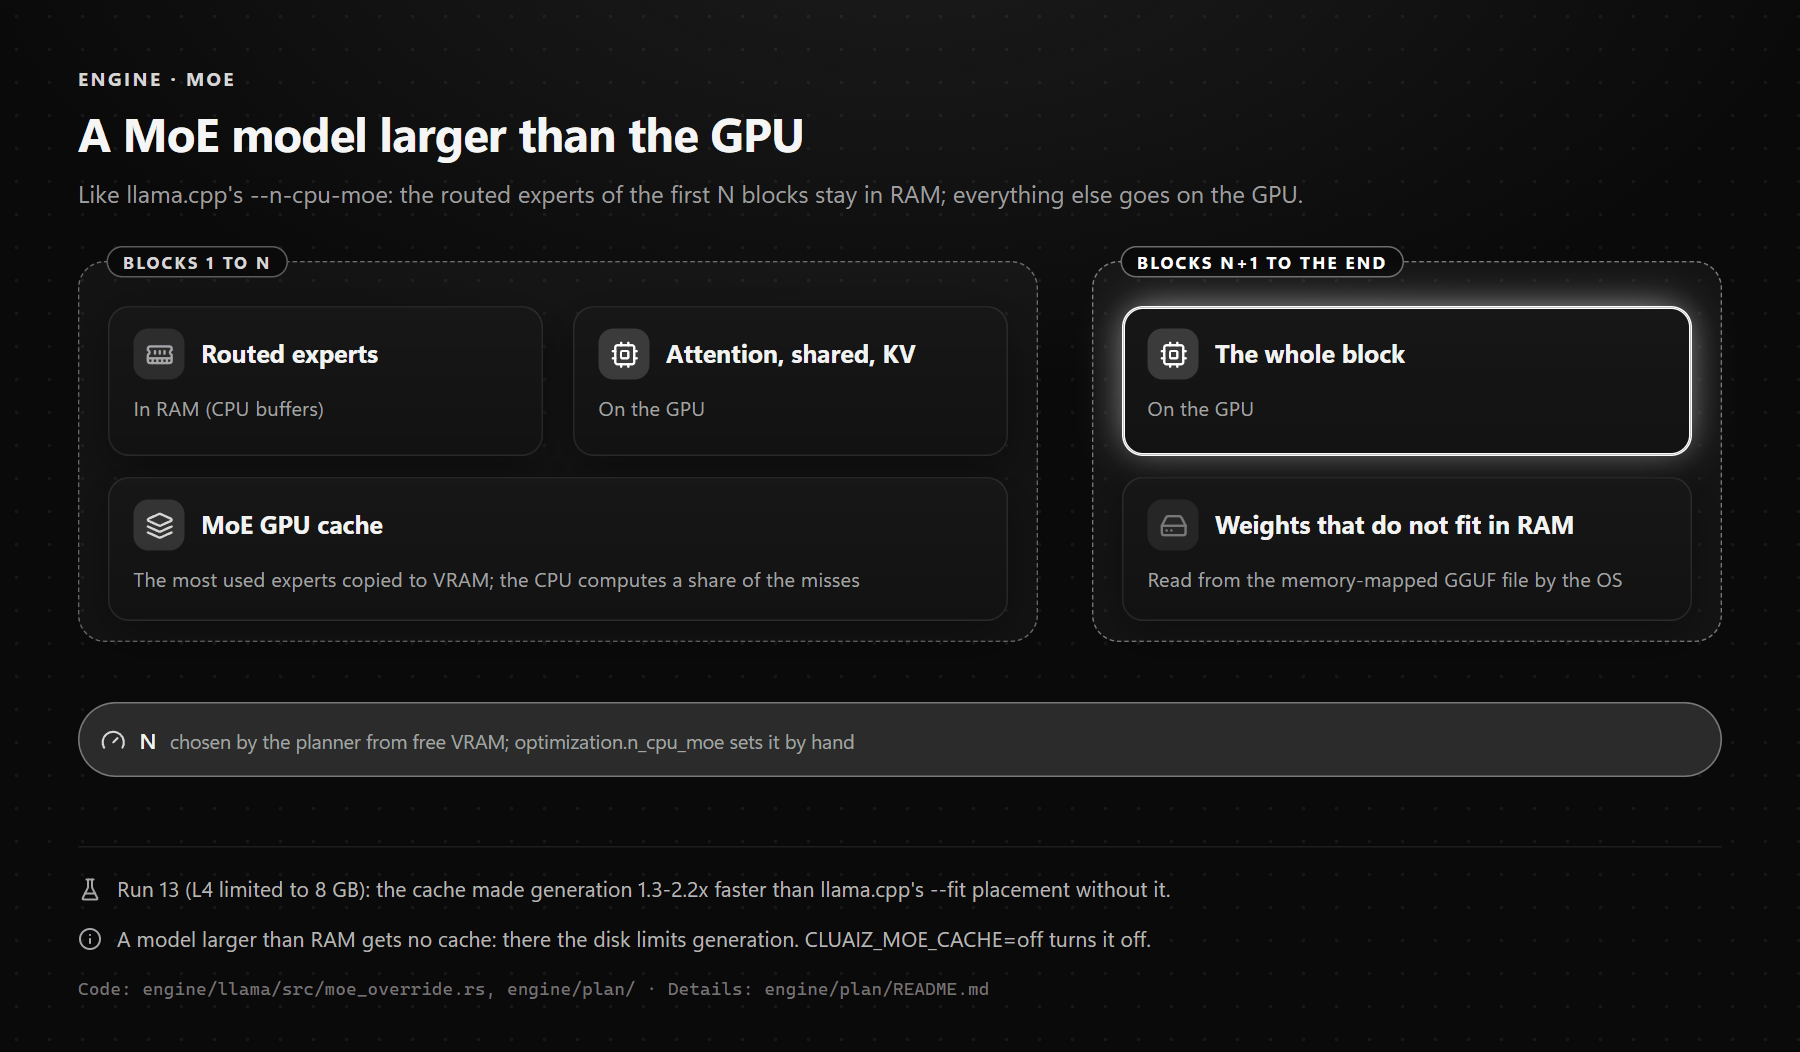 ENGINE · MOE
A MoE model larger than the GPU
Like llama.cpp's --n-cpu-moe: the routed experts of the first N blocks stay in RAM; everything else goes on the GPU.
BLOCKS 1 TO N
Routed experts
In RAM (CPU buffers)
Attention, shared, KV
On the GPU
MoE GPU cache
The most used experts copied to VRAM; the CPU computes a share of the misses
BLOCKS N+1 TO THE END
The whole block
On the GPU
Weights that do not fit in RAM
Read from the memory-mapped GGUF file by the OS
N chosen by the planner from free VRAM; optimization.n_cpu_moe sets it by hand
Run 13 (L4 limited to 8 GB): the cache made generation 1.3-2.2x faster than llama.cpp's --fit placement without it.
A model larger than RAM gets no cache: there the disk limits generation. CLUAIZ_MOE_CACHE=off turns it off.
Code: engine/llama/src/moe_override.rs, engine/plan/ · Details: engine/plan/README.md